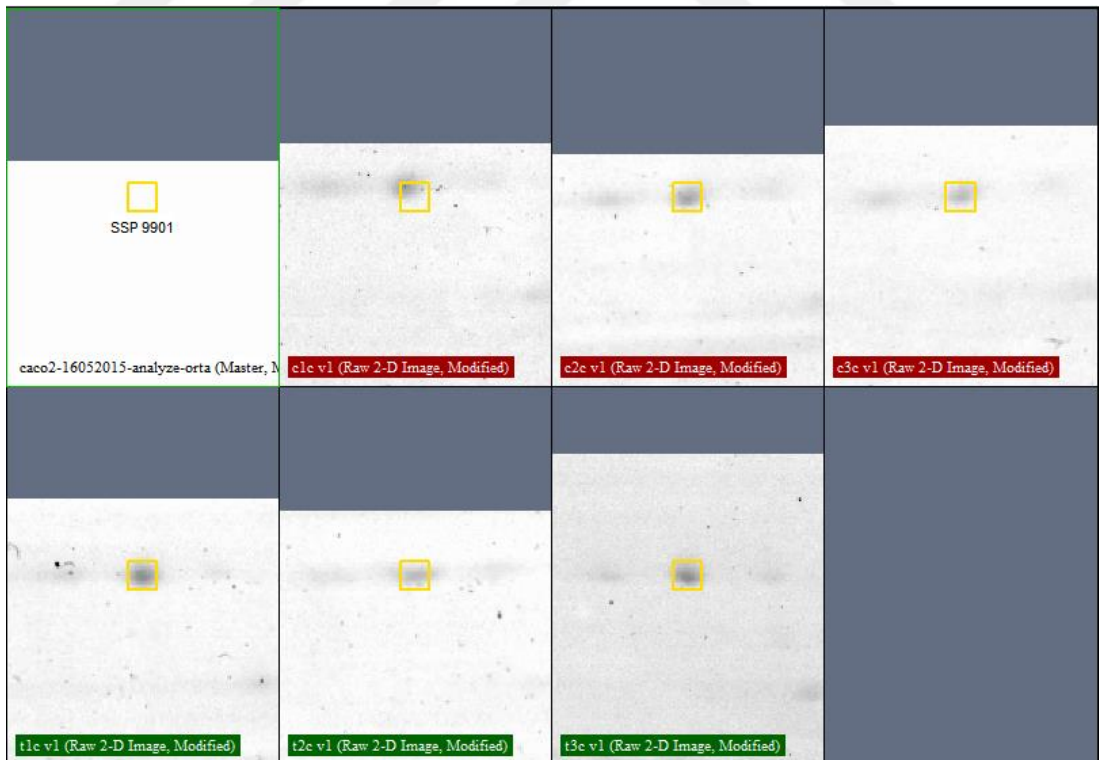 SSP 9901
caco2-16052015-analyze-orta (Master, M
c1c v1 (Raw 2-D Image, Modified)
c2c v1 (Raw 2-D Image, Modified)
c3c v1 (Raw 2-D Image, Modified)
t1c v1 (Raw 2-D Image, Modified)
t2c v1 (Raw 2-D Image, Modified)
t3c v1 (Raw 2-D Image, Modified)